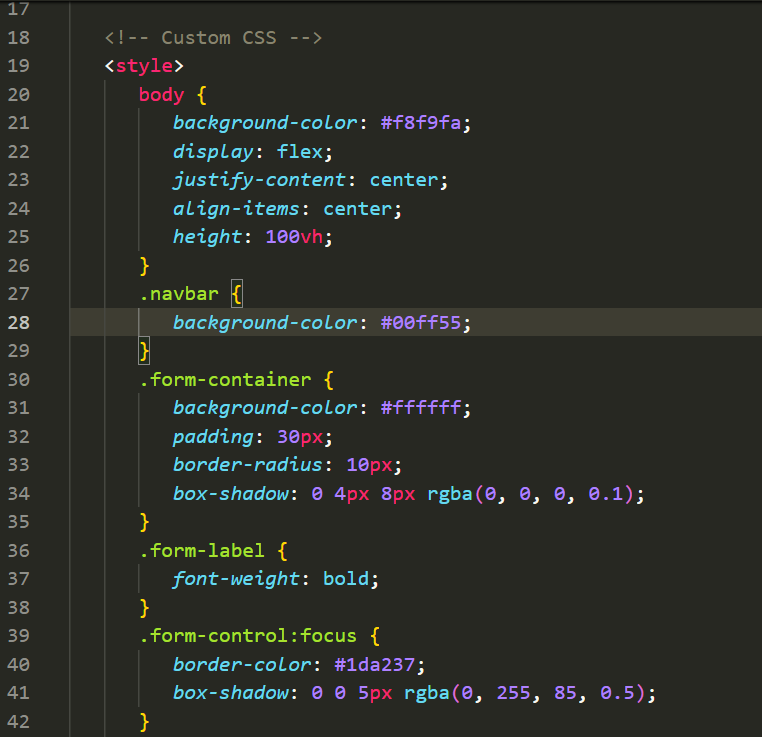 17
18 <!-- Custom CSS -->
19 <style>
20 body {
21 background-color: #f8f9fa;
22 display: flex;
23 justify-content: center;
24 align-items: center;
25 height: 100vh;
26 }
27 .navbar {
28 background-color: #00ff55;
29 }
30 .form-container {
31 background-color: #ffffff;
32 padding: 30px;
33 border-radius: 10px;
34 box-shadow: 0 4px 8px rgba(0, 0, 0, 0.1);
35 }
36 .form-label {
37 font-weight: bold;
38 }
39 .form-control:focus {
40 border-color: #1da237;
41 box-shadow: 0 0 5px rgba(0, 255, 85, 0.5);
42 }